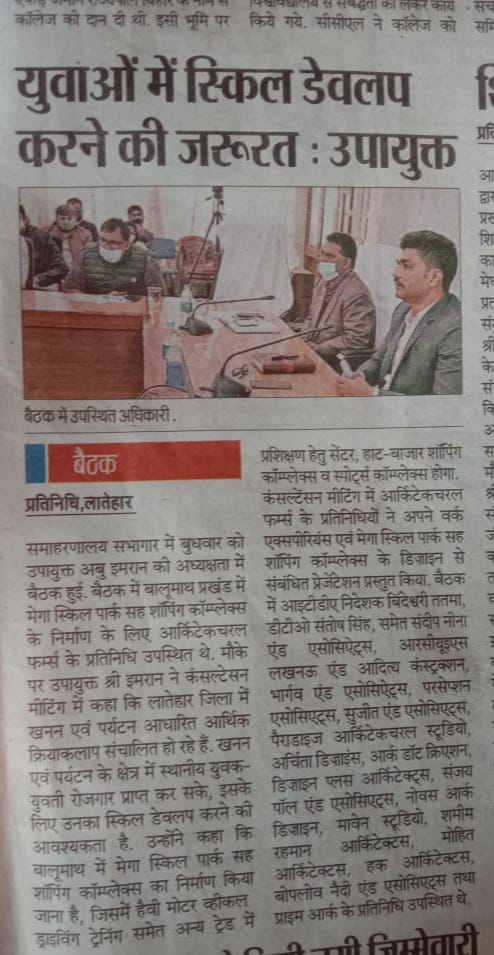 कॉलेज को दान दी थी. इसी भूमि पर
किये गये. सीसीएल ने कॉलेज को
युवाओं में स्किल डेवलप
करने की जरूरत : उपायुक्त
बैठक में उपस्थित अधिकारी.
बैठक
प्रतिनिधि,लातेहार
समाहरणालय सभागार में बुधवार को
उपायुक्त अबु इमरान की अध्यक्षता में
बैठक हुई. बैठक में बालूमाथ प्रखंड में
मेगा स्किल पार्क सह शॉपिंग कॉम्प्लेक्स
के निर्माण के लिए आर्किटेकचरल
फर्म्स के प्रतिनिधि उपस्थित थे. मौके
पर उपायुक्त श्री इमरान ने कंसलटेसन
मीटिंग में कहा कि लातेहार जिला में
खनन एवं पर्यटन आधारित आर्थिक
क्रियाकलाप संचालित हो रहे हैं. खनन
एवं पर्यटन के क्षेत्र में स्थानीय युवक-
युवती रोजगार प्राप्त कर सके, इसके
लिए उनका स्किल डेवलप करने की
आवश्यकता है. उन्होंने कहा कि
बालूमाथ में मेगा स्किल पार्क सह
शॉपिंग कॉम्प्लेक्स का निर्माण किया
जाना है, जिसमें हैवी मोटर व्हीकल
ड्राइविंग ट्रेनिंग समेत अन्य ट्रेड में
प्रशिक्षण हेतु सेंटर, हाट-बाजार शॉपिंग
कॉम्प्लेक्स व स्पोर्ट्स कॉम्प्लेक्स होगा.
कंसल्टेंसन मीटिंग में आर्किटेकचरल
फर्म्स के प्रतिनिधियों ने अपने वर्क
एक्सपीरियंस एवं मेगा स्किल पार्क सह
शॉपिंग कॉम्प्लेक्स के डिज़ाइन से
संबंधित प्रेजेंटेशन प्रस्तुत किया. बैठक
में आइटीडीए निदेशक बिंदेश्वरी ततमा,
डीटीओ संतोष सिंह, समेत संदीप नीना
एंड एसोसिएट्स, आरसीयूइएस
लखनऊ एंड आदित्य कंस्ट्रक्शन,
भार्गव एंड एसोसिएट्स, परसेप्शन
एसोसिएट्स, सुजीत एंड एसोसिएट्स,
पैराडाइज आर्किटेकचरल स्टूडियो,
अर्चिता डिजाइंस, आर्क डॉट क्रिएशन,
डिज़ाइन प्लस आर्किटेक्ट्स, संजय
पॉल एंड एसोसिएट्स, नोवस आर्क
डिजाइन, मावेन स्टूडियो, शमीम
रहमान आर्किटेक्टस, मोहित
आर्किटेक्टस, हक आर्किटेक्टस,
बोपलोव नैदी एंड एसोसिएट्स तथा
प्राइम आर्क के प्रतिनिधि उपस्थित थे.
जिम्मेवारी